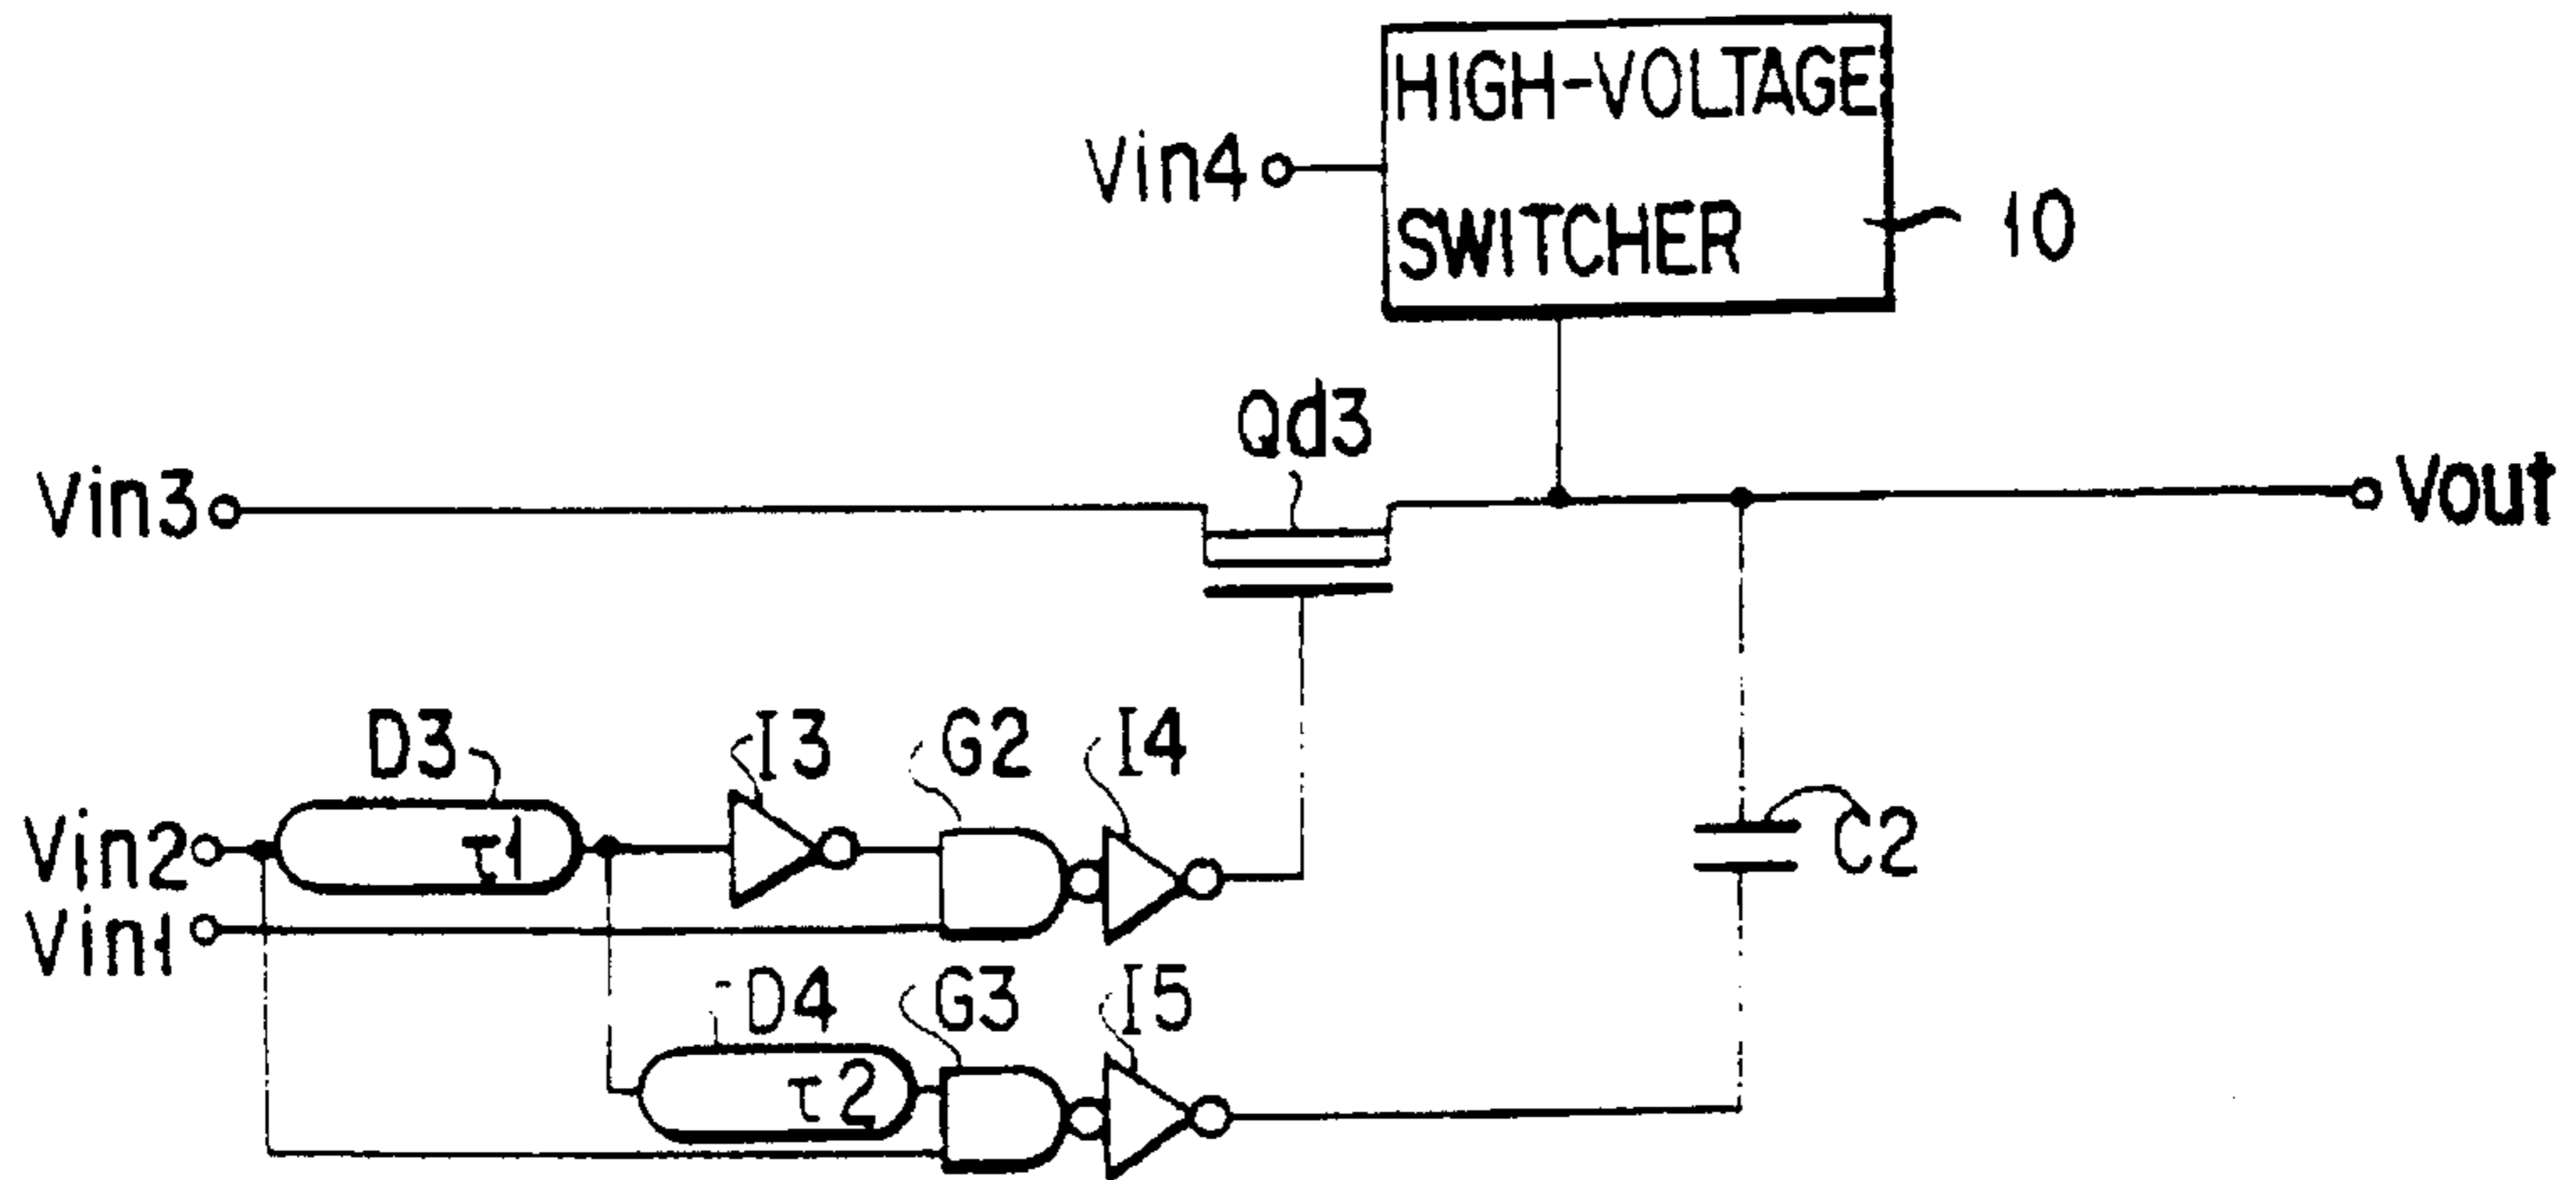 HIGH-VOLTAGE
SWITCHER
Vin4
10
Qd3
Vin3
Vout
D3
I3
G2
I4
Vin2
τ1
C2
Vin1
D4
G3
I5
τ2